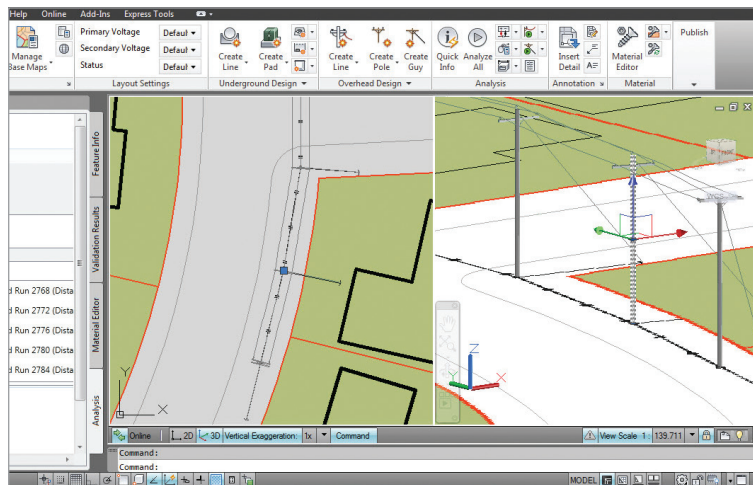 Help Online Add-Ins Express Tools
Manage
Base Maps
Primary Voltage Defaul
Secondary Voltage Defaul
Status Defaul
Create
Line
Create
Pad
Create
Line
Create
Pole
Create
Guy
Quick
Info
Analyze
All
Insert
Detail
A=
Material
Editor
Publish
Layout Settings Underground Design Overhead Design Analysis Annotation Material
Feature Info
Validation Results
Material Editor
Analysis
d Run 2768 (Dista
d Run 2772 (Dista
d Run 2776 (Dista
d Run 2780 (Dista
d Run 2784 (Dista
Y
X
Z
Y
X
Online 2D 3D Vertical Exaggeration: 1x Command View Scale 1: 139.711
Command:
Command:
MODEL